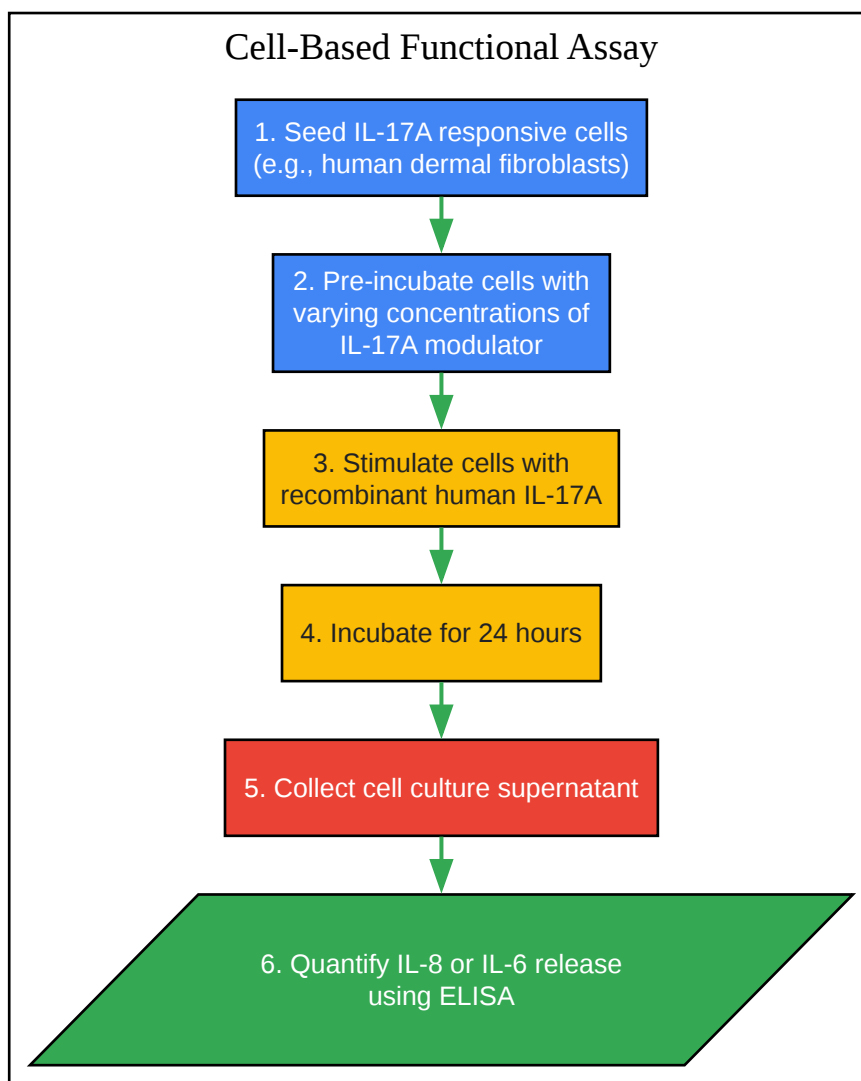 Cell-Based Functional Assay
1. Seed IL-17A responsive cells
(e.g., human dermal fibroblasts)
2. Pre-incubate cells with
varying concentrations of
IL-17A modulator
3. Stimulate cells with
recombinant human IL-17A
4. Incubate for 24 hours
5. Collect cell culture supernatant
6. Quantify IL-8 or IL-6 release
using ELISA